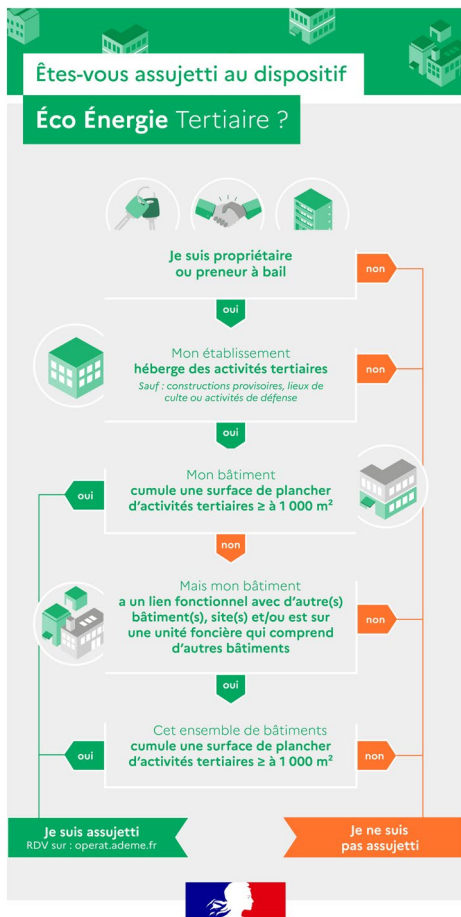 Êtes-vous assujetti au dispositif
Éco Énergie Tertiaire ?
Je suis propriétaire
ou preneur à bail
non
oui
Mon établissement
héberge des activités tertiaires
Sauf : constructions provisoires, lieux de
culte ou activités de défense
non
oui
Mon bâtiment
cumule une surface de plancher
d'activités tertiaires ≥ à 1 000 m²
oui
non
Mais mon bâtiment
a un lien fonctionnel avec d'autre(s)
bâtiment(s), site(s) et/ou est sur
une unité foncière qui comprend
d'autres bâtiments
non
oui
Cet ensemble de bâtiments
cumule une surface de plancher
d'activités tertiaires ≥ à 1 000 m²
oui
non
Je suis assujetti
RDV sur : operat.ademe.fr
Je ne suis
pas assujetti